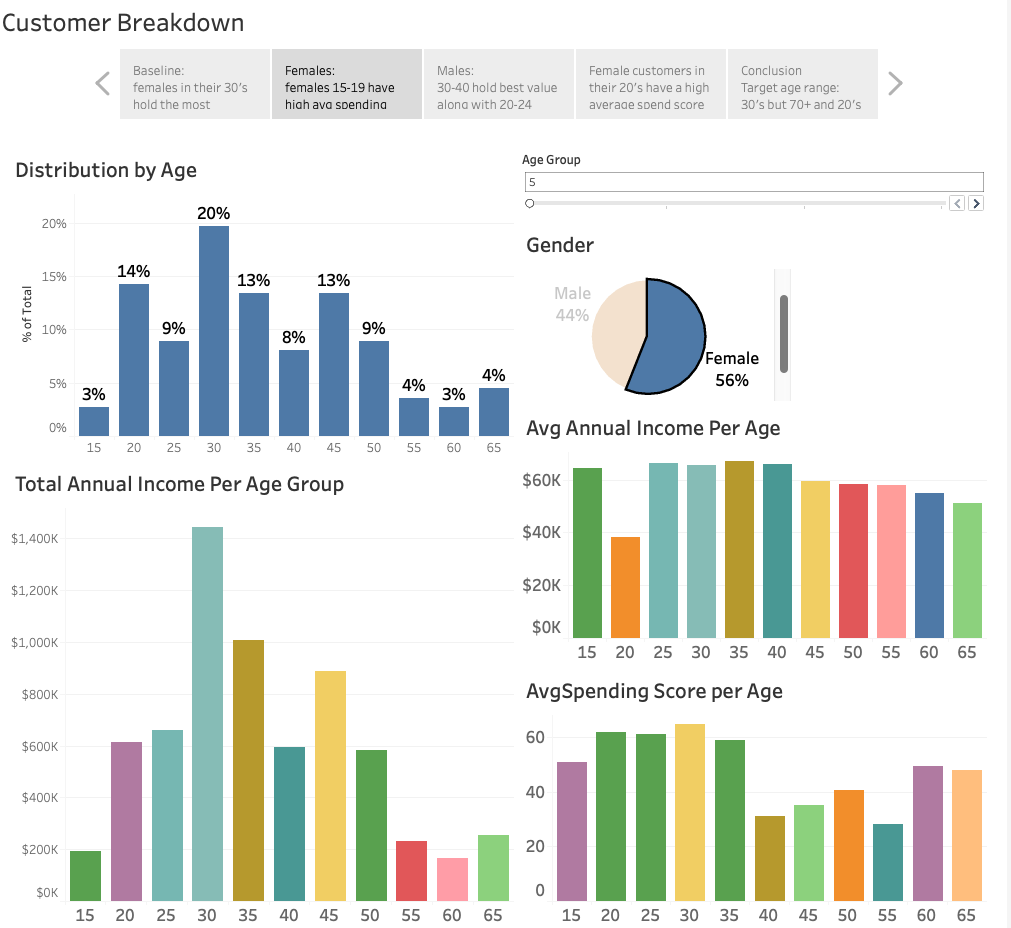 Customer Breakdown
Baseline:
females in their 30's
hold the most
Females:
females 15-19 have
high avg spending
Males:
30-40 hold best value
along with 20-24
Female customers in
their 20's have a high
average spend score
Conclusion
Target age range:
30's but 70+ and 20's
Distribution by Age
% of Total
20%
15%
10%
5%
0%
3%
14%
9%
20%
13%
8%
13%
9%
4%
3%
4%
15 20 25 30 35 40 45 50 55 60 65
Age Group
5
Gender
Male
44%
Female
56%
Avg Annual Income Per Age
$60K
$40K
$20K
$0K
15 20 25 30 35 40 45 50 55 60 65
Total Annual Income Per Age Group
$1,400K
$1,200K
$1,000K
$800K
$600K
$400K
$200K
$0K
15 20 25 30 35 40 45 50 55 60 65
AvgSpending Score per Age
60
40
20
0
15 20 25 30 35 40 45 50 55 60 65